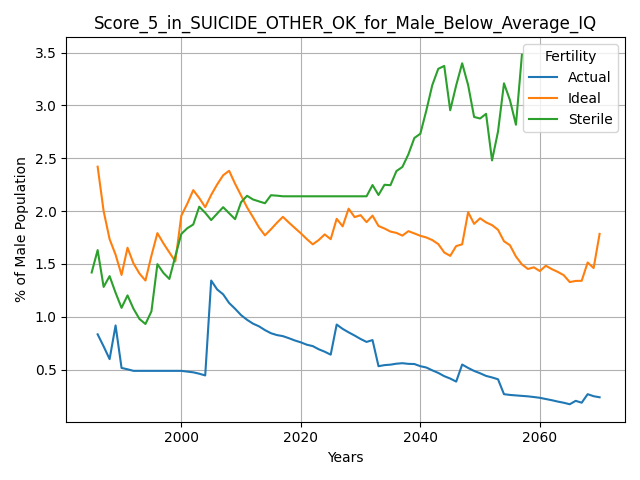 Score_5_in_SUICIDE_OTHER_OK_for_Male_Below_Average_IQ
Fertility
Actual
Ideal
Sterile
% of Male Population
3.5
3.0
2.5
2.0
1.5
1.0
0.5
2000
2020
2040
2060
Years